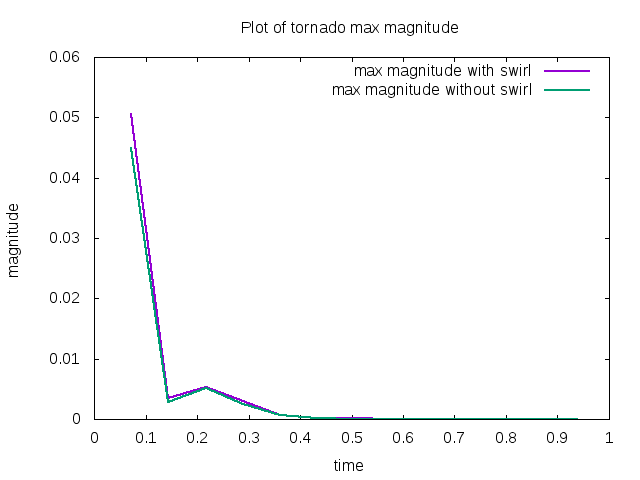 Plot of tornado max magnitude
max magnitude with swirl
max magnitude without swirl
magnitude
0.06
0.05
0.04
0.03
0.02
0.01
0
0 0.1 0.2 0.3 0.4 0.5 0.6 0.7 0.8 0.9 1
time